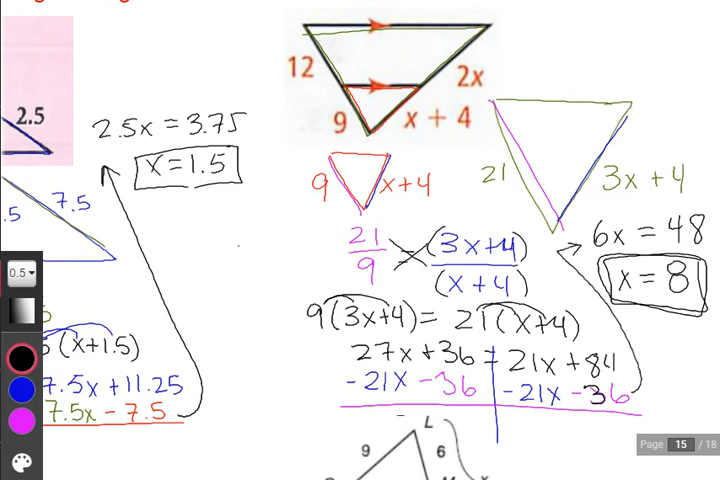 2.5
2.5x = 3.75
x = 1.5
7.5
.5
(x+1.5)
7.5x + 11.25
7.5x - 7.5
12
2x
9
x + 4
9
x+4
21
3x + 4
21
9
(3x+4)
(x+4)
9(3x+4) = 21(x+4)
27x + 36 = 21x + 84
-21x -36
-21x -36
6x = 48
x = 8
9
L
6
0.5
Page 15 / 18